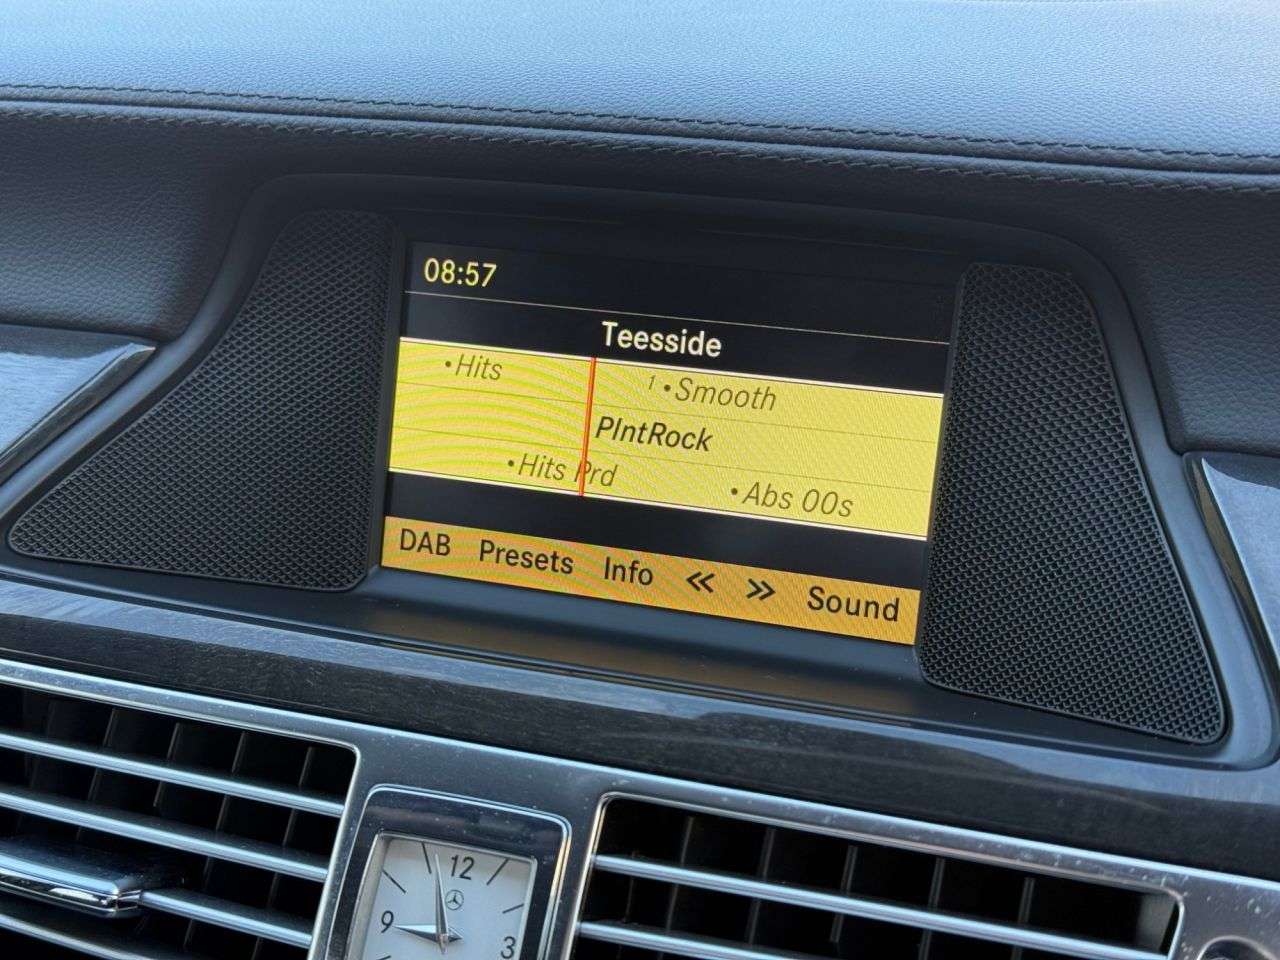 08:57
Teesside
•Hits
1 •Smooth
PlntRock
•Hits Prd
•Abs 00s
DAB Presets Info << >> Sound
12
9
3